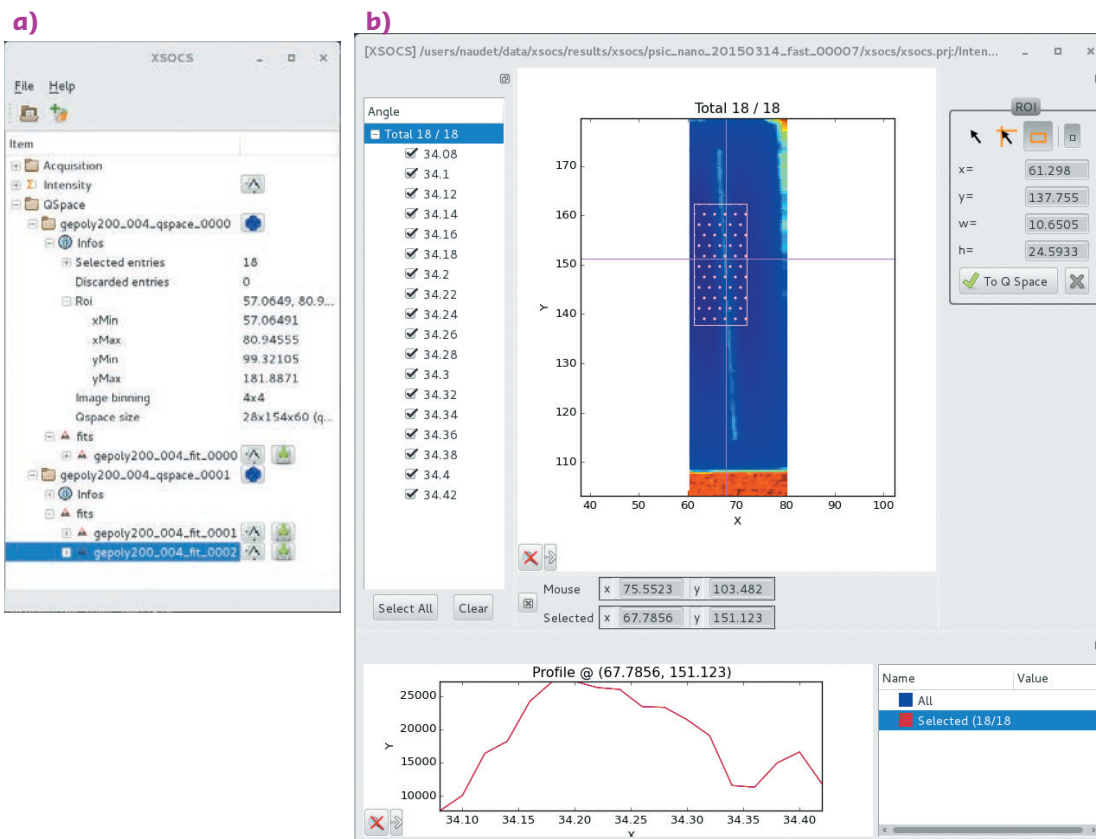 a)
XSOCS
File Help
Item
Acquisition
Intensity
QSpace
gepoly200_004_qspace_0000
Infos
Selected entries 18
Discarded entries 0
Roi 57.0649, 80.9...
xMin 57.06491
xMax 80.94555
yMin 99.32105
yMax 181.8871
Image binning 4x4
Qspace size 28x154x60 (q...
fits
gepoly200_004_fit_0000
gepoly200_004_qspace_0001
Infos
fits
gepoly200_004_fit_0001
gepoly200_004_fit_0002
b)
[XSOCS] /users/naudet/data/xsocs/results/xsocs/psic_nano_20150314_fast_00007/xsocs/xsocs.prj:/Inten...
Angle
Total 18 / 18
34.08
34.1
34.12
34.14
34.16
34.18
34.2
34.22
34.24
34.26
34.28
34.3
34.32
34.34
34.36
34.38
34.4
34.42
Select All Clear
Total 18 / 18
170
160
150
140
130
120
110
Y
40 50 60 70 80 90 100
X
Mouse x 75.5523 y 103.482
Selected x 67.7856 y 151.123
ROI
x= 61.298
y= 137.755
w= 10.6505
h= 24.5933
To Q Space
Profile @ (67.7856, 151.123)
25000
20000
15000
10000
Y
34.10 34.15 34.20 34.25 34.30 34.35 34.40
X
Name Value
All
Selected (18/18